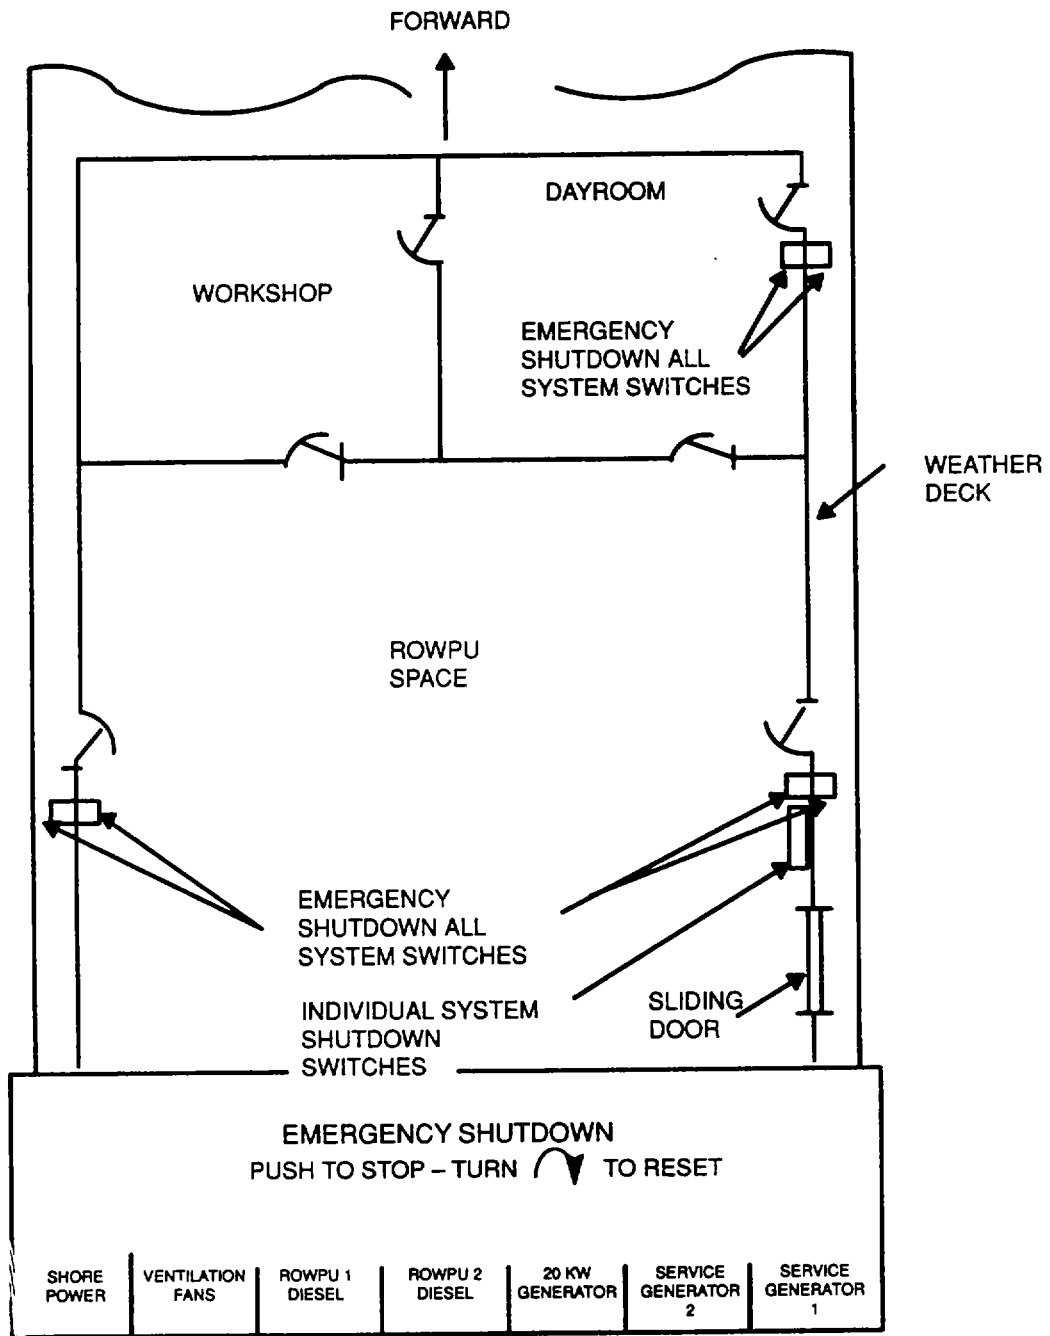 FORWARD
DAYROOM
WORKSHOP
EMERGENCY
SHUTDOWN ALL
SYSTEM SWITCHES
WEATHER
DECK
ROWPU
SPACE
EMERGENCY
SHUTDOWN ALL
SYSTEM SWITCHES
INDIVIDUAL SYSTEM
SHUTDOWN
SWITCHES
SLIDING
DOOR
EMERGENCY SHUTDOWN
PUSH TO STOP – TURN TO RESET
SHORE
POWER
VENTILATION
FANS
ROWPU 1
DIESEL
ROWPU 2
DIESEL
20 KW
GENERATOR
SERVICE
GENERATOR
2
SERVICE
GENERATOR
1